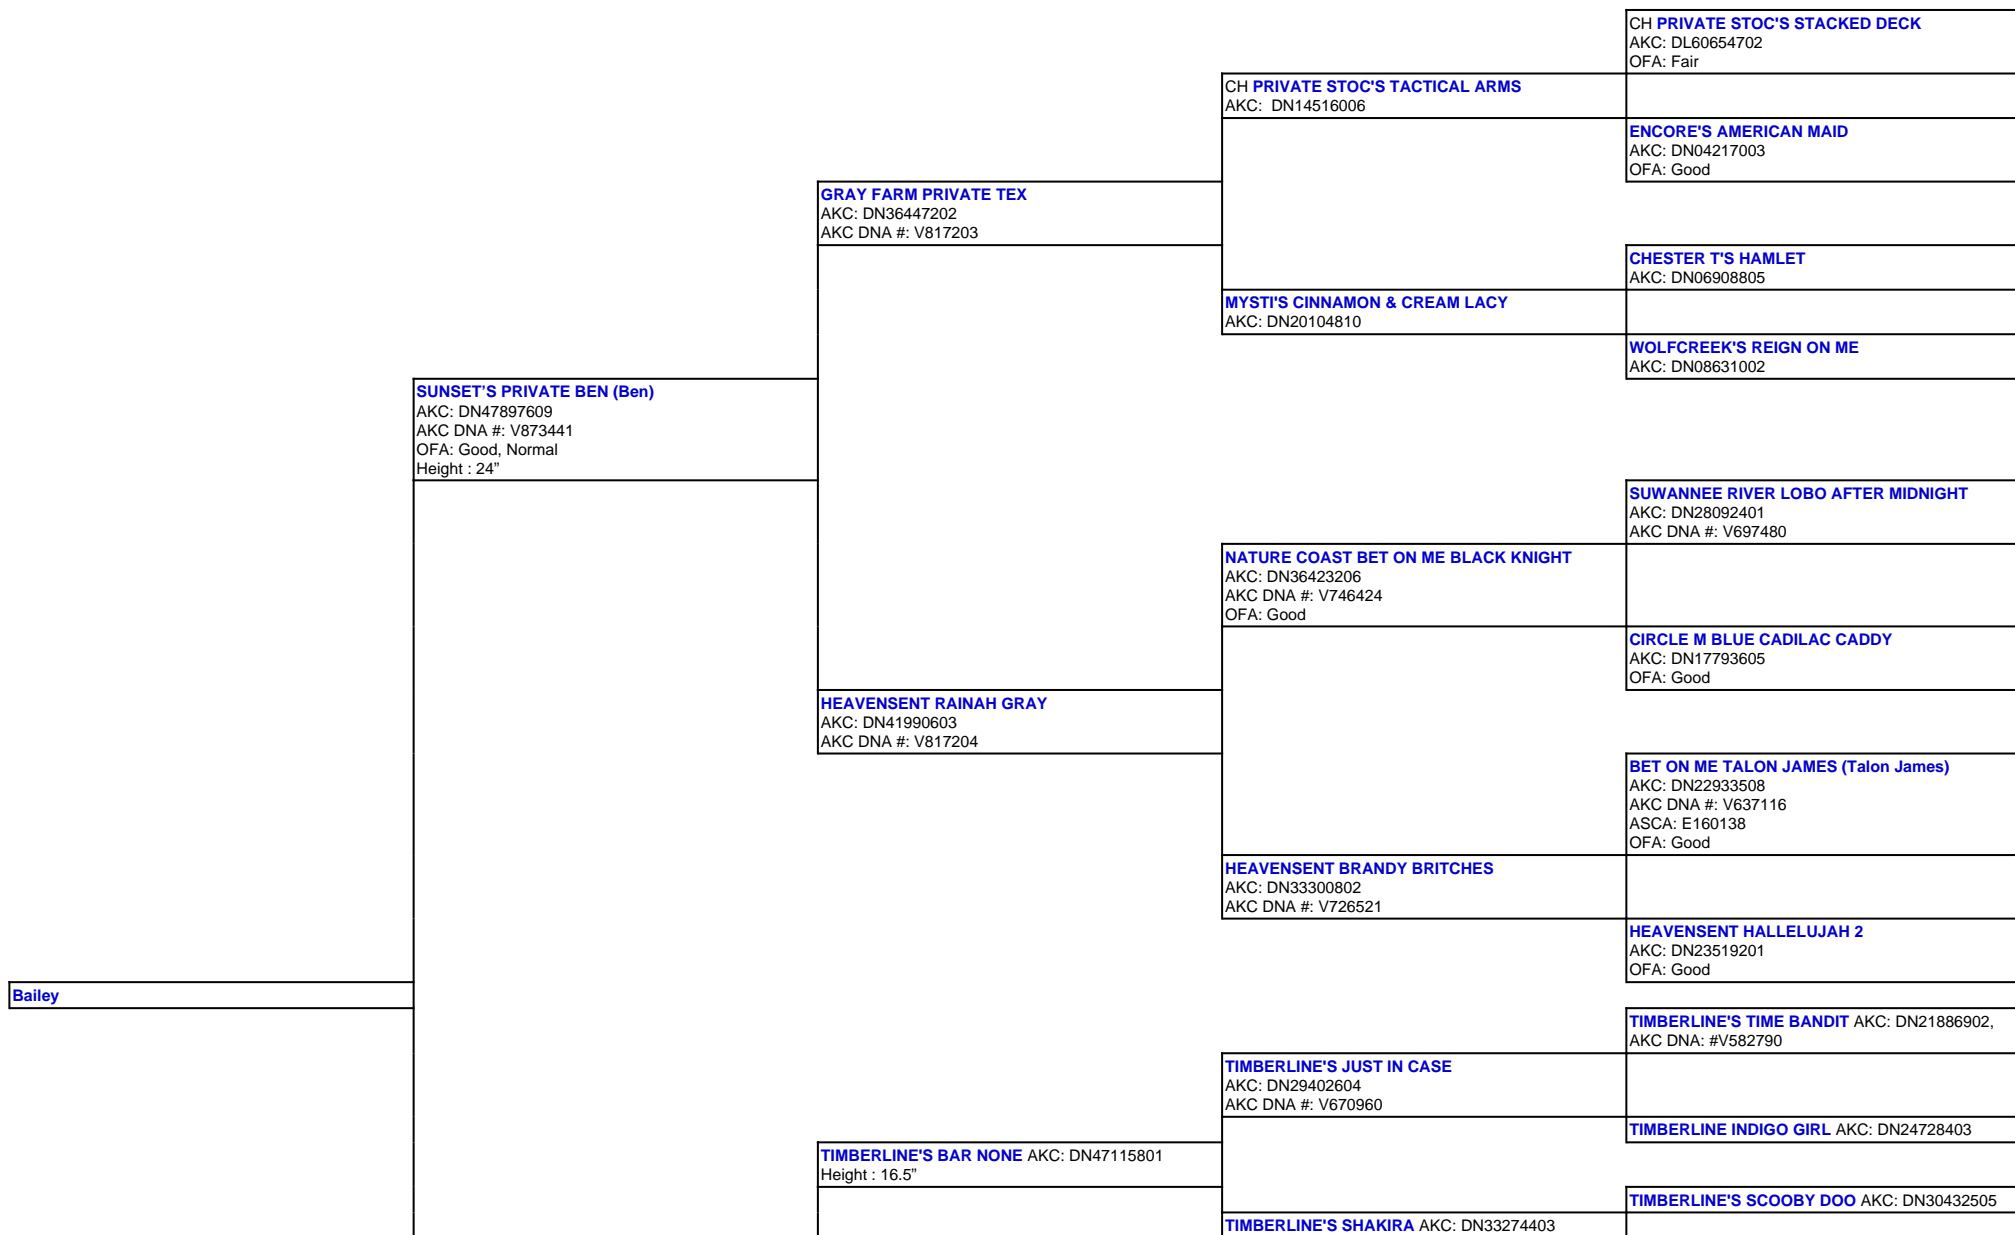 CH PRIVATE STOC'S STACKED DECK
AKC: DL60654702
OFA: Fair
CH PRIVATE STOC'S TACTICAL ARMS
AKC:  DN14516006
ENCORE'S AMERICAN MAID
AKC: DN04217003
OFA: Good
GRAY FARM PRIVATE TEX
AKC: DN36447202
AKC DNA #: V817203
CHESTER T'S HAMLET
AKC: DN06908805
MYSTI'S CINNAMON & CREAM LACY
AKC: DN20104810
WOLFCREEK'S REIGN ON ME
AKC: DN08631002
SUNSET’S PRIVATE BEN (Ben)
AKC: DN47897609
AKC DNA #: V873441
OFA: Good, Normal
Height : 24”
SUWANNEE RIVER LOBO AFTER MIDNIGHT
AKC: DN28092401
AKC DNA #: V697480
NATURE COAST BET ON ME BLACK KNIGHT
AKC: DN36423206
AKC DNA #: V746424
OFA: Good
CIRCLE M BLUE CADILAC CADDY
AKC: DN17793605
OFA: Good
HEAVENSENT RAINAH GRAY
AKC: DN41990603
AKC DNA #: V817204
BET ON ME TALON JAMES (Talon James)
AKC: DN22933508
AKC DNA #: V637116
ASCA: E160138
OFA: Good
HEAVENSENT BRANDY BRITCHES
AKC: DN33300802
AKC DNA #: V726521
HEAVENSENT HALLELUJAH 2
AKC: DN23519201
OFA: Good
Bailey
TIMBERLINE'S TIME BANDIT AKC: DN21886902,
AKC DNA: #V582790
TIMBERLINE'S JUST IN CASE
AKC: DN29402604
AKC DNA #: V670960
TIMBERLINE INDIGO GIRL AKC: DN24728403
TIMBERLINE'S BAR NONE AKC: DN47115801
Height : 16.5”
TIMBERLINE'S SCOOBY DOO AKC: DN30432505
TIMBERLINE'S SHAKIRA AKC: DN33274403